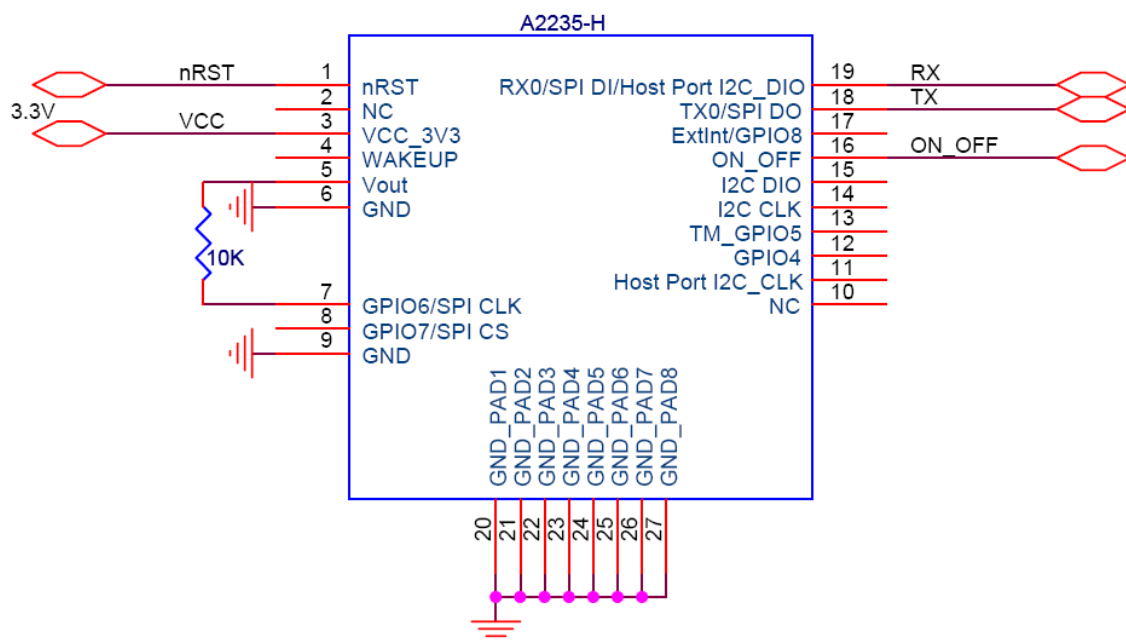 A2235-H
nRST
3.3V
VCC
1
2
3
4
5
6
7
8
9
10K
nRST
NC
VCC_3V3
WAKEUP
Vout
GND
GPIO6/SPI CLK
GPIO7/SPI CS
GND
RX0/SPI DI/Host Port I2C_DIO
TX0/SPI DO
ExtInt/GPIO8
ON_OFF
I2C DIO
I2C CLK
TM_GPIO5
GPIO4
Host Port I2C_CLK
NC
19
18
17
16
15
14
13
12
11
10
RX
TX
ON_OFF
GND_PAD1
GND_PAD2
GND_PAD3
GND_PAD4
GND_PAD5
GND_PAD6
GND_PAD7
GND_PAD8
20
21
22
23
24
25
26
27